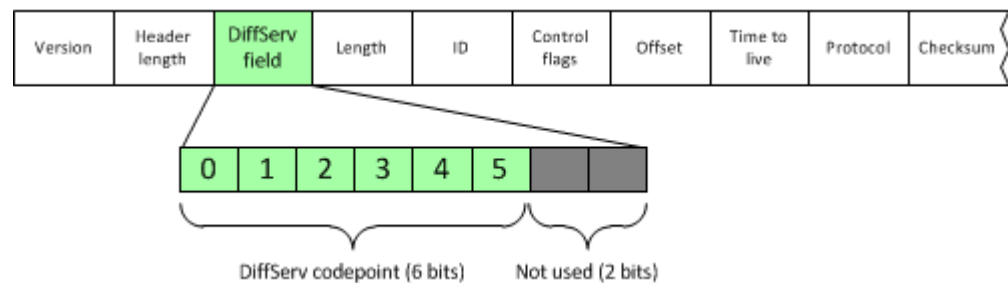 Version
Header
length
DiffServ
field
Length
ID
Control
flags
Offset
Time to
live
Protocol
Checksum
0 1 2 3 4 5
DiffServ codepoint (6 bits)
Not used (2 bits)